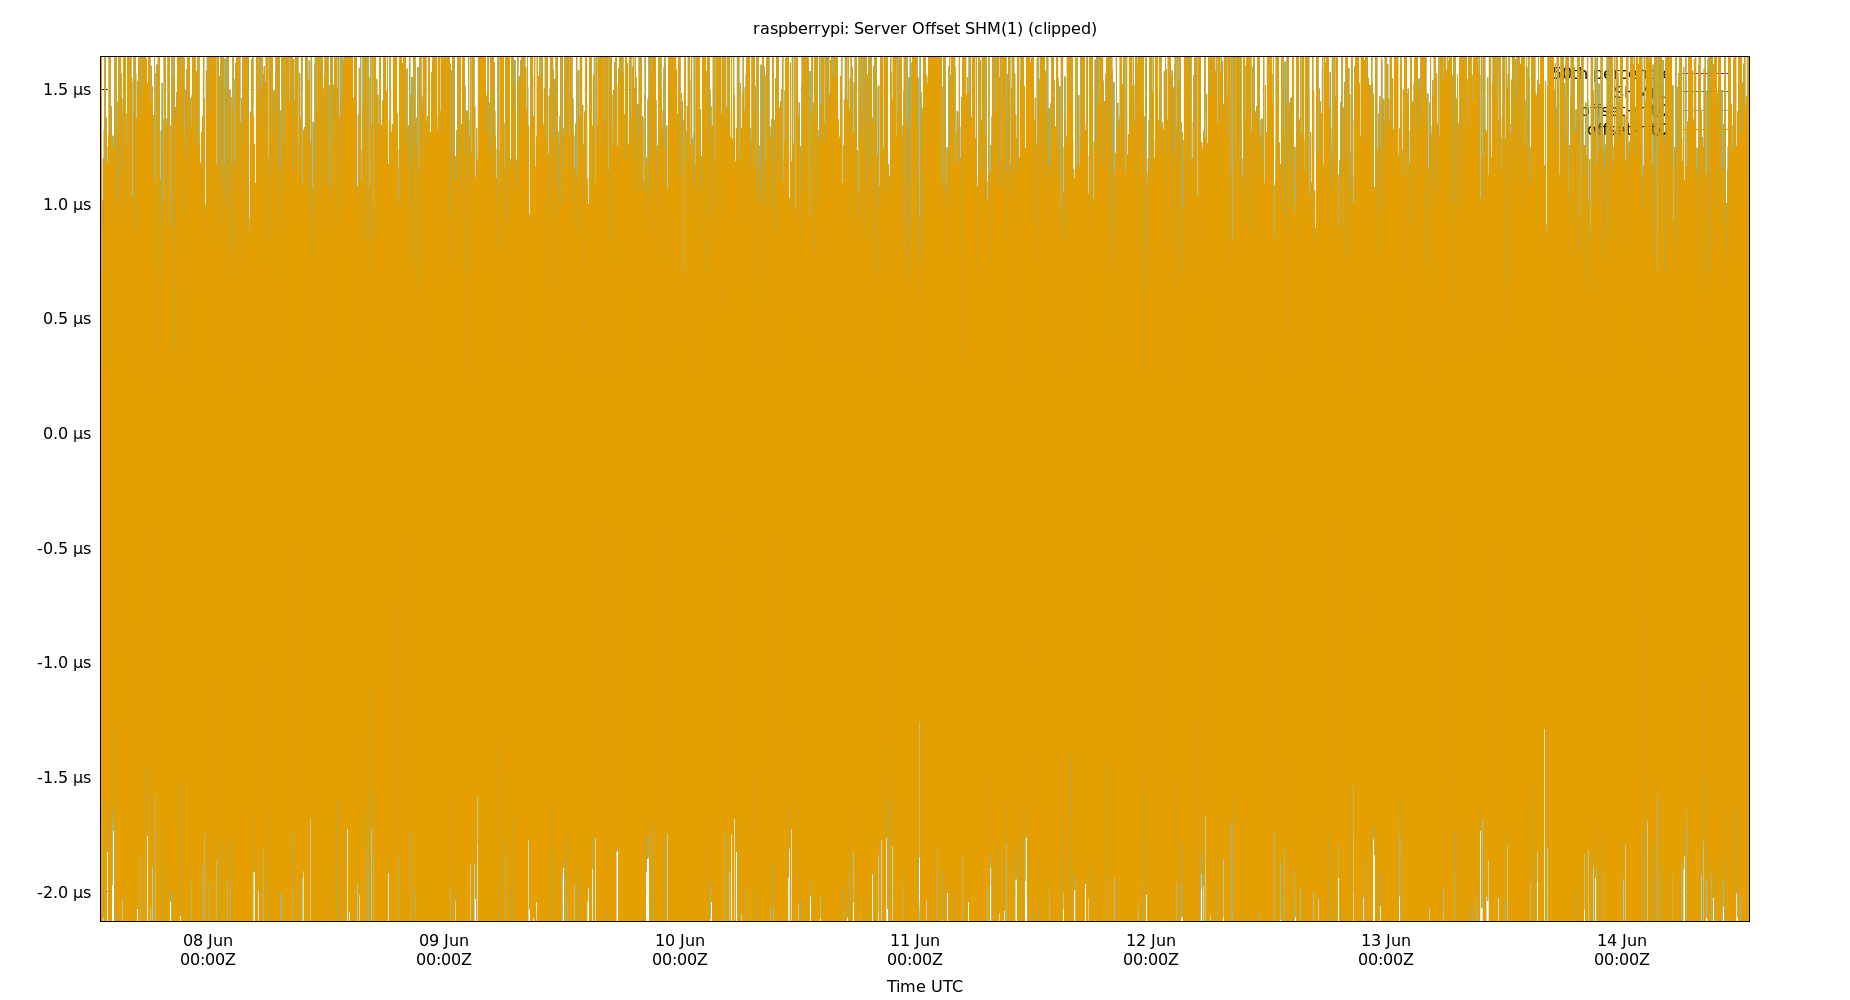 raspberrypi: Server Offset SHM(1) (clipped)
1.5 µs
1.0 µs
0.5 µs
0.0 µs
-0.5 µs
-1.0 µs
-1.5 µs
-2.0 µs
08 Jun 09 Jun 10 Jun 11 Jun 12 Jun 13 Jun 14 Jun
00:00Z 00:00Z 00:00Z 00:00Z 00:00Z 00:00Z 00:00Z
Time UTC